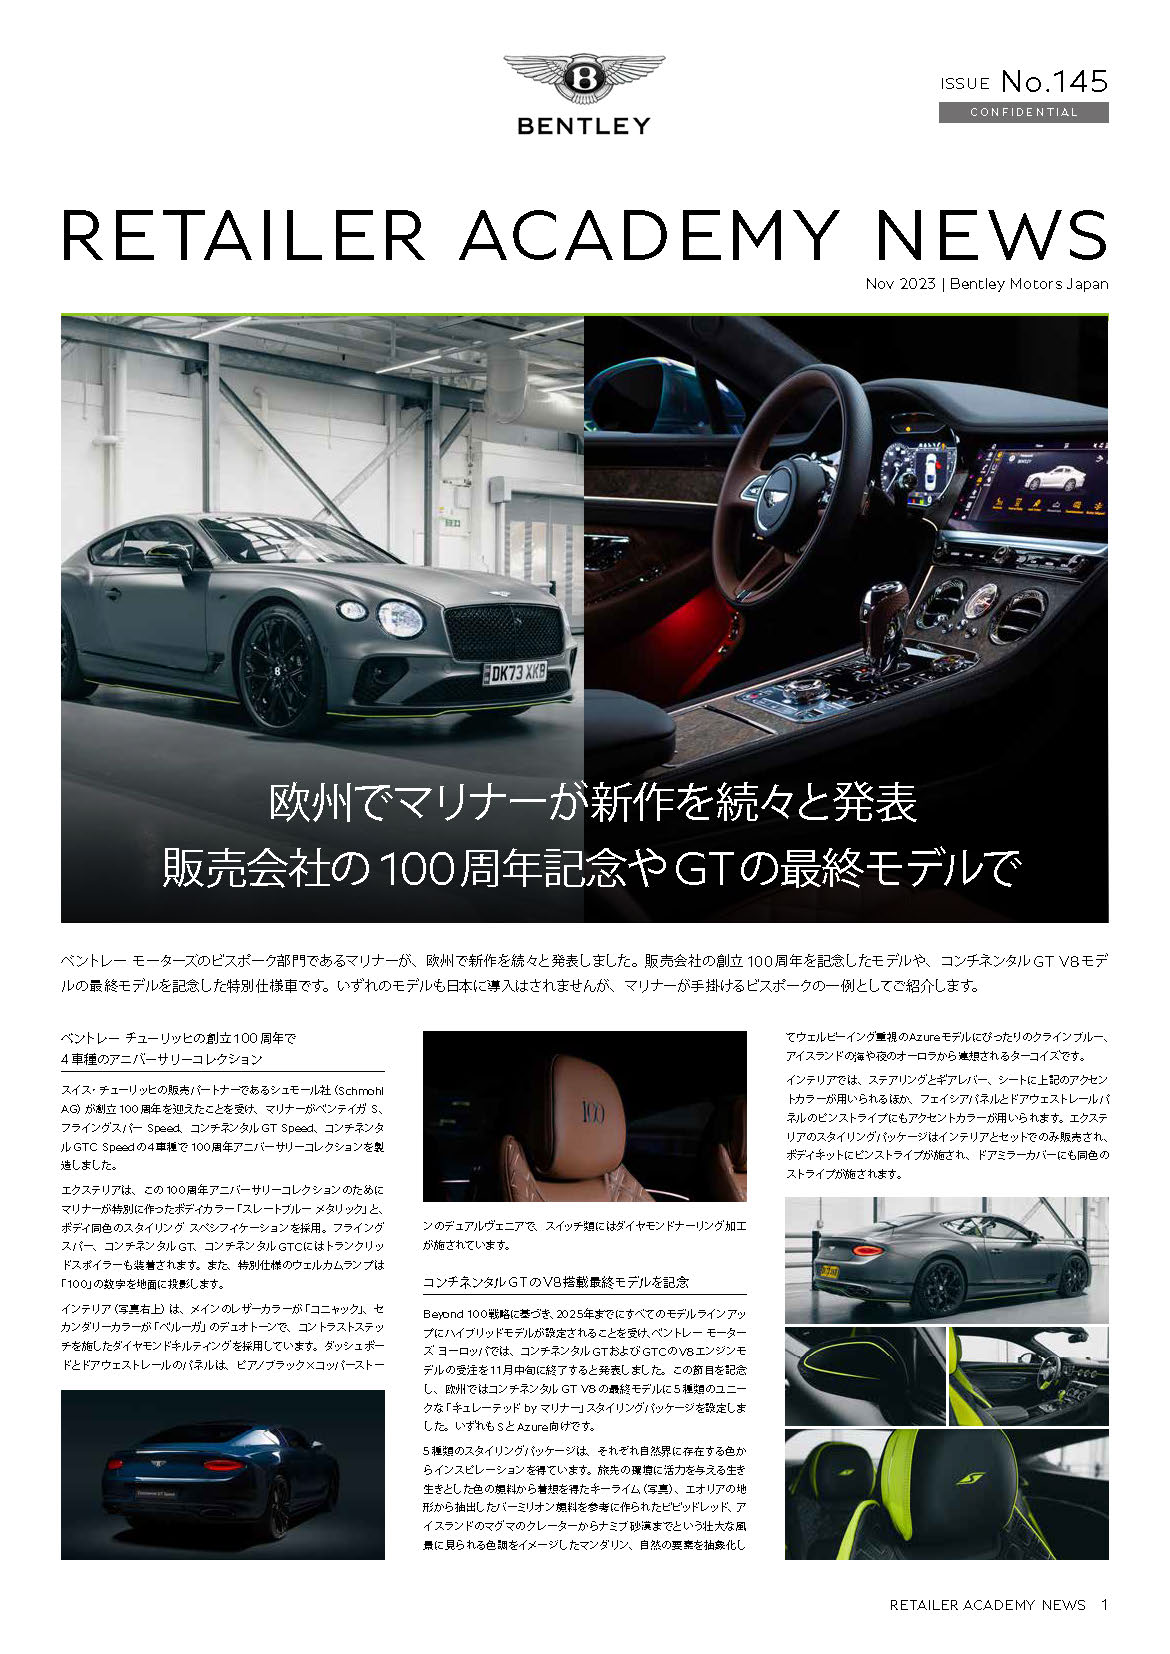 BENTLEY
ISSUE No.145
CONFIDENTIAL
RETAILER ACADEMY NEWS
Nov 2023 | Bentley Motors Japan
DK73 XKB
欧州でマリナーが新作を続々と発表
販売会社の100周年記念やGTの最終モデルで
ベントレー モーターズのビスポーク部門であるマリナーが、欧州で新作を続々と発表しました。販売会社の創立100周年を記念したモデルや、コンチネンタルGT V8モデ
ルの最終モデルを記念した特別仕様車です。いずれのモデルも日本に導入はされませんが、マリナーが手掛けるビスポークの一例としてご紹介します。
ベントレー チューリッヒの創立100周年で
4車種のアニバーサリーコレクション
スイス・チューリッヒの販売パートナーであるシュモール社（Schmohl
AG）が創立100周年を迎えたことを受け、マリナーがベンテイガ S、
フライングスパー Speed、コンチネンタルGT Speed、コンチネンタ
ルGTC Speedの4車種で100周年アニバーサリーコレクションを製
造しました。
エクステリアは、この100周年アニバーサリーコレクションのために
マリナーが特別に作ったボディカラー「スレートブルー メタリック」と、
ボディ同色のスタイリング スペシフィケーションを採用。フライング
スパー、コンチネンタルGT、コンチネンタルGTCにはトランクリッ
ドスポイラーも装着されます。また、特別仕様のウェルカムランプは
「100」の数字を地面に投影します。
インテリア（写真右上）は、メインのレザーカラーが「コニャック」、セ
カンダリーカラーが「ベルーガ」のデュオトーンで、コントラストステッ
チを施したダイヤモンドキルティングを採用しています。ダッシュボー
ドとドアウェストレールのパネルは、ピアノブラック×コッパーストー
Continental GT Speed
100
ンのデュアルヴェニアで、スイッチ類にはダイヤモンドナーリング加工
が施されています。
コンチネンタルGTのV8搭載最終モデルを記念
Beyond 100戦略に基づき、2025年までにすべてのモデルラインアッ
プにハイブリッドモデルが設定されることを受け、ベントレー モーター
ズ ヨーロッパでは、コンチネンタルGTおよびGTCのV8エンジンモ
デルの受注を11月中旬に終了すると発表しました。この節目を記念
し、欧州ではコンチネンタル GT V8の最終モデルに5種類のユニー
クな「キュレーテッド by マリナー」スタイリングパッケージを設定しま
した。いずれもSとAzure向けです。
5種類のスタイリングパッケージは、それぞれ自然界に存在する色か
らインスピレーションを得ています。旅先の環境に活力を与える生き
生きとした色の顔料から着想を得たキーライム（写真）、エオリアの地
形から抽出したバーミリオン顔料を参考に作られたビビッドレッド、ア
イスランドのマグマのクレーターからナミブ砂漠までという壮大な風
景に見られる色調をイメージしたマンダリン、自然の要素を抽象化し
てウェルビーイング重視のAzureモデルにぴったりのクラインブルー、
アイスランドの海や夜のオーロラから連想されるターコイズです。
インテリアでは、ステアリングとギアレバー、シートに上記のアクセン
トカラーが用いられるほか、フェイシアパネルとドアウェストレールパ
ネルのピンストライプにもアクセントカラーが用いられます。エクステ
リアのスタイリングパッケージはインテリアとセットでのみ販売され、
ボディキットにピンストライプが施され、ドアミラーカバーにも同色の
ストライプが施されます。
RETAILER ACADEMY NEWS 1